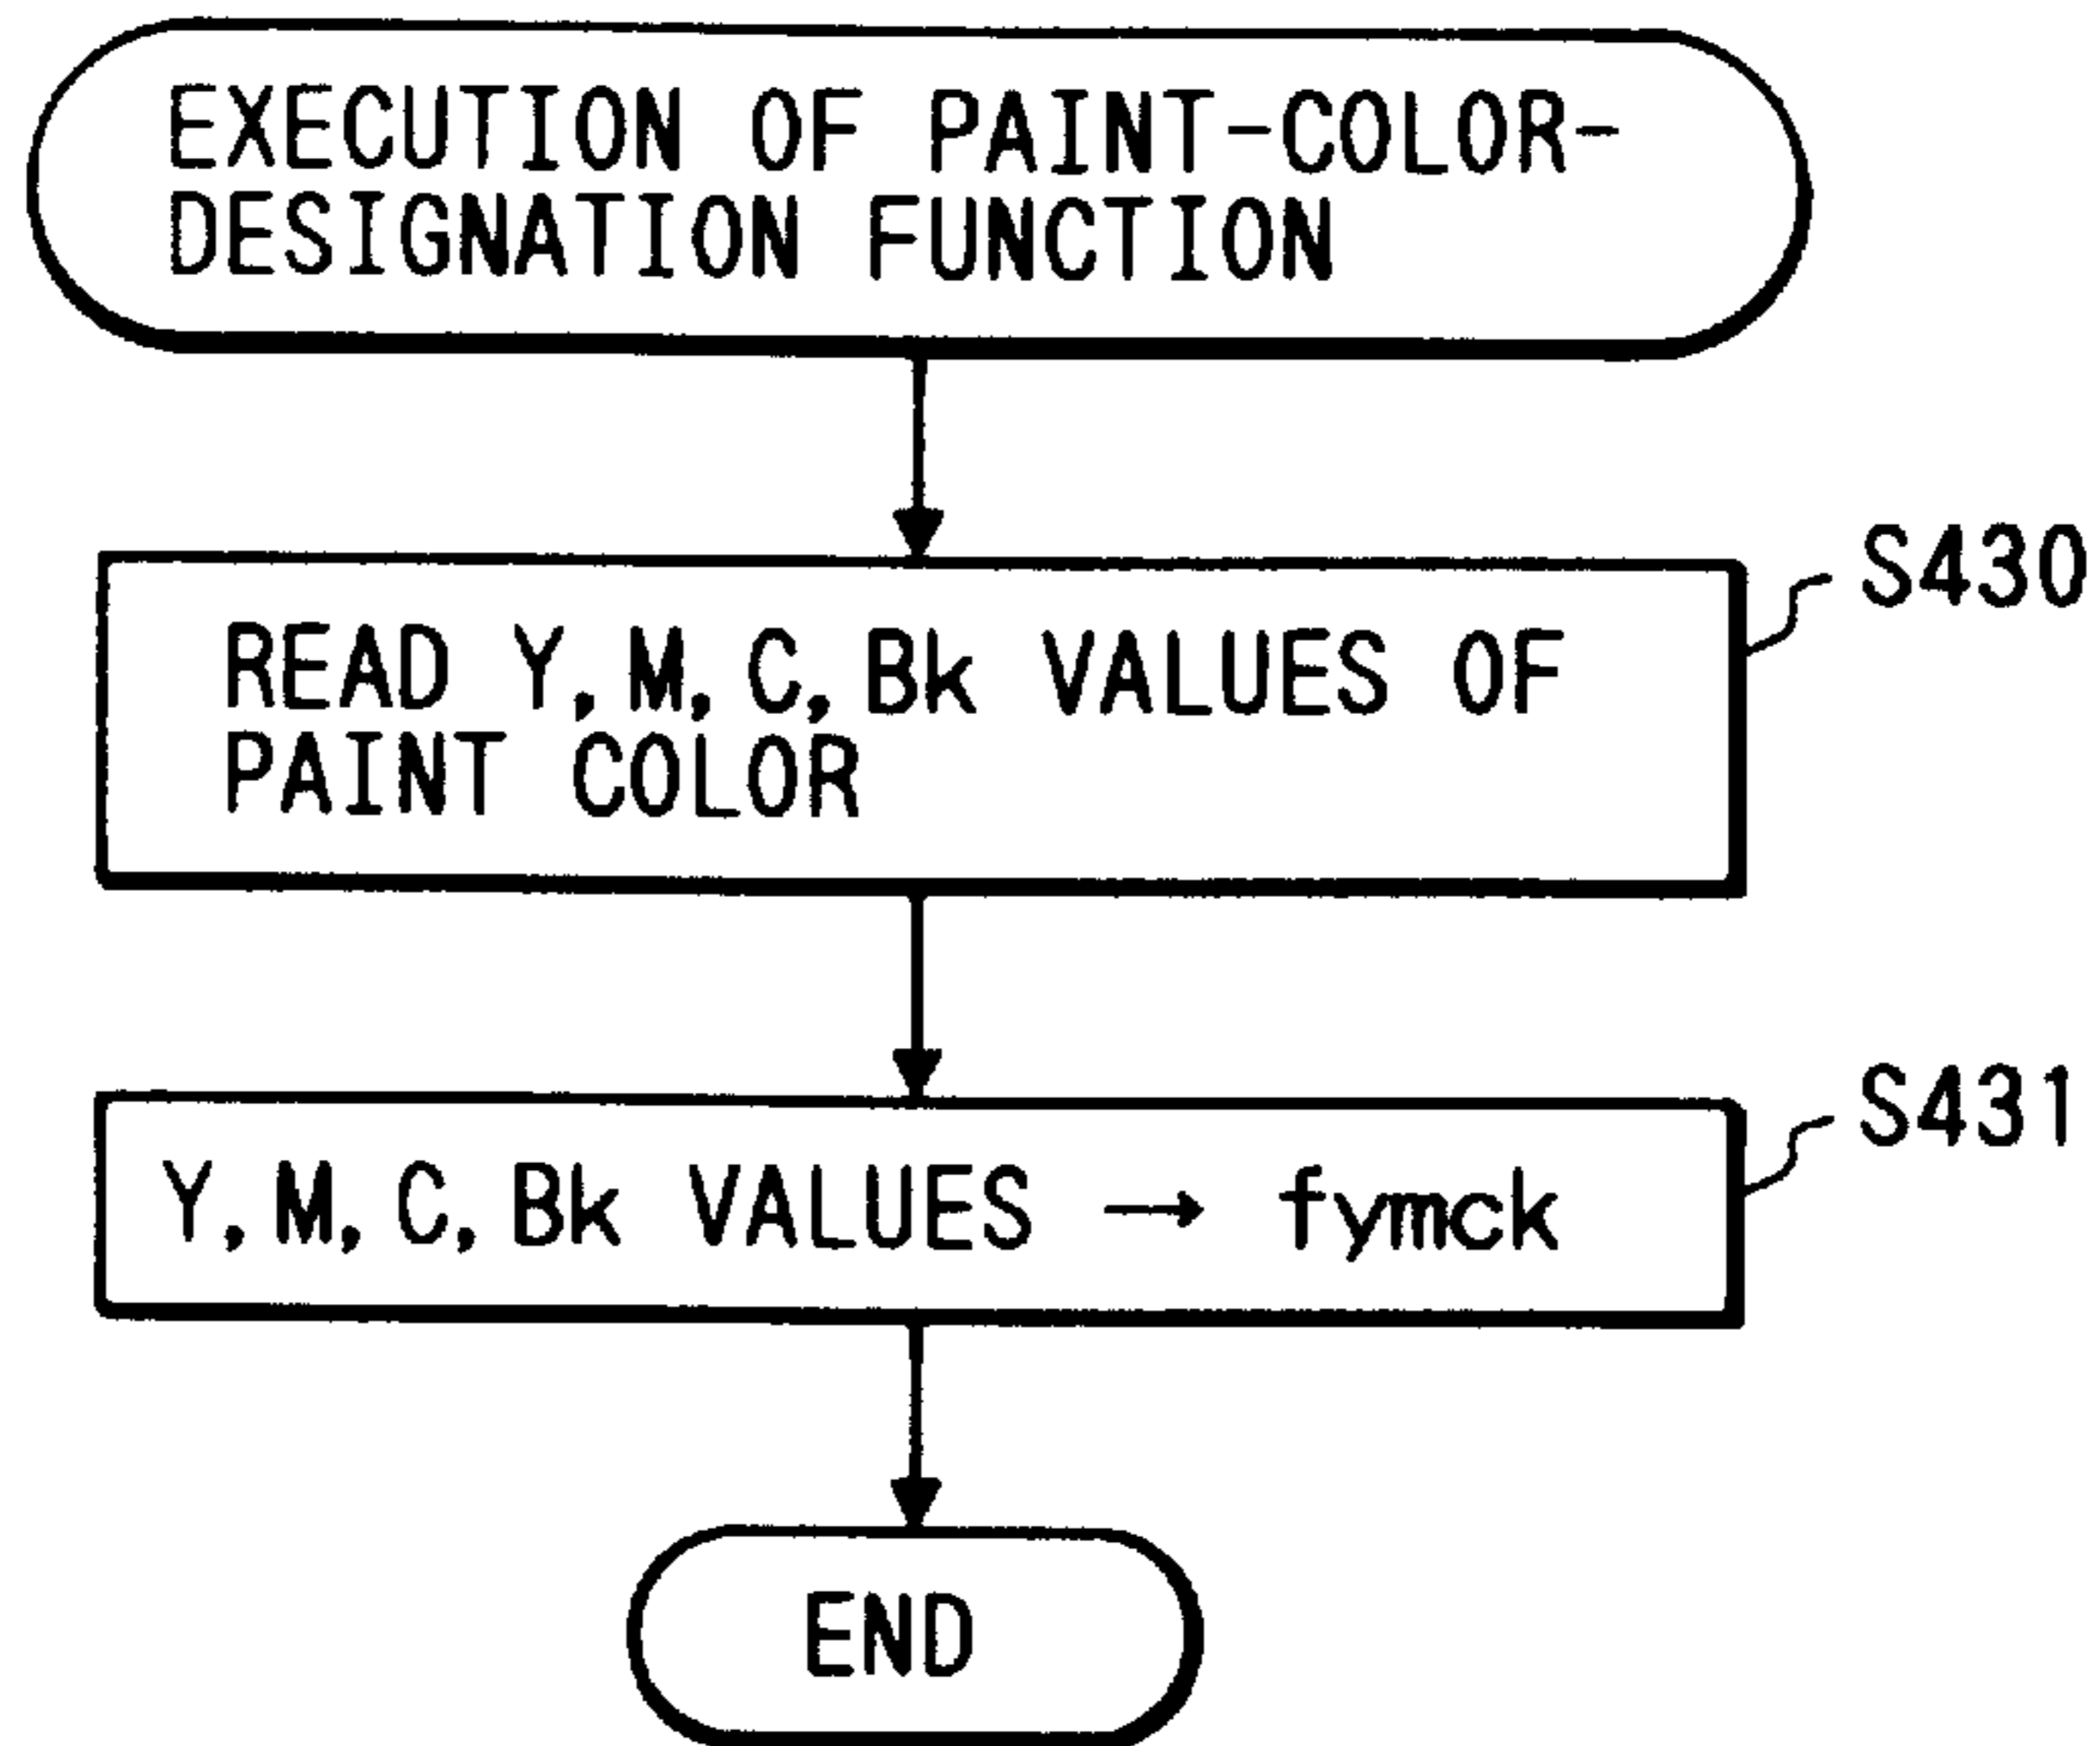 EXECUTION OF PAINT-COLOR-
DESIGNATION FUNCTION
S430
READ Y, M, C, Bk VALUES OF
PAINT COLOR
S431
Y, M, C, Bk VALUES → fymck
END